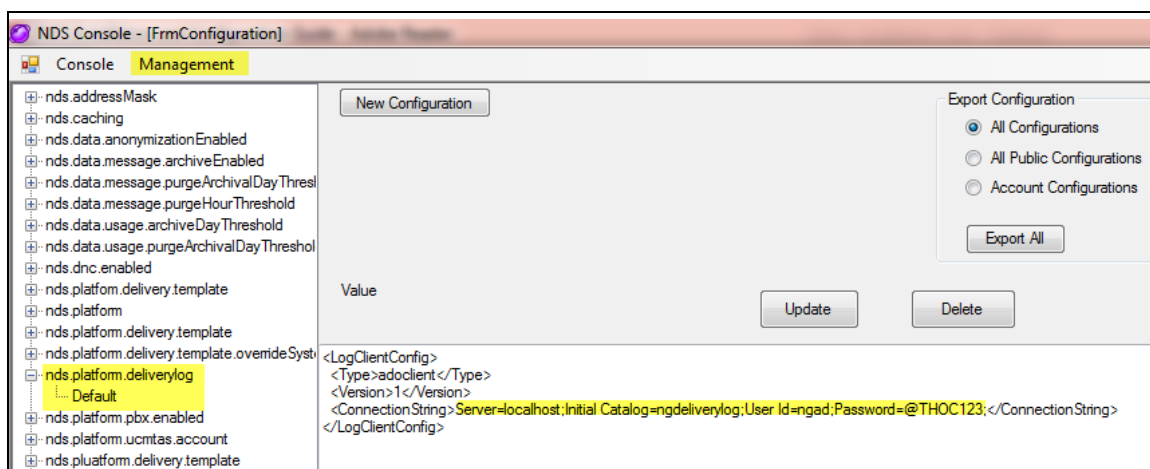 NDS Console - [FrmConfiguration]
Console Management
nds.addressMask
nds.caching
nds.data.anonymizationEnabled
nds.data.message.archiveEnabled
nds.data.message.purgeArchivalDayThresl
nds.data.message.purgeHourThreshold
nds.data.usage.archiveDayThreshold
nds.data.usage.purgeArchivalDayThreshol
nds.dnc.enabled
nds.platfom.delivery.template
nds.platform
nds.platform.delivery.template
nds.platform.delivery.template.overrideSyst
nds.platform.deliverylog
Default
nds.platform.pbx.enabled
nds.platform.ucmtas.account
nds.pluatform.delivery.template
New Configuration
Export Configuration
All Configurations
All Public Configurations
Account Configurations
Export All
Value
Update
Delete
<LogClientConfig>
<Type>adoclient</Type>
<Version>1</Version>
<ConnectionString>Server=localhost;Initial Catalog=ngdeliverylog;User Id=ngad;Password=@THOC123;</ConnectionString>
</LogClientConfig>